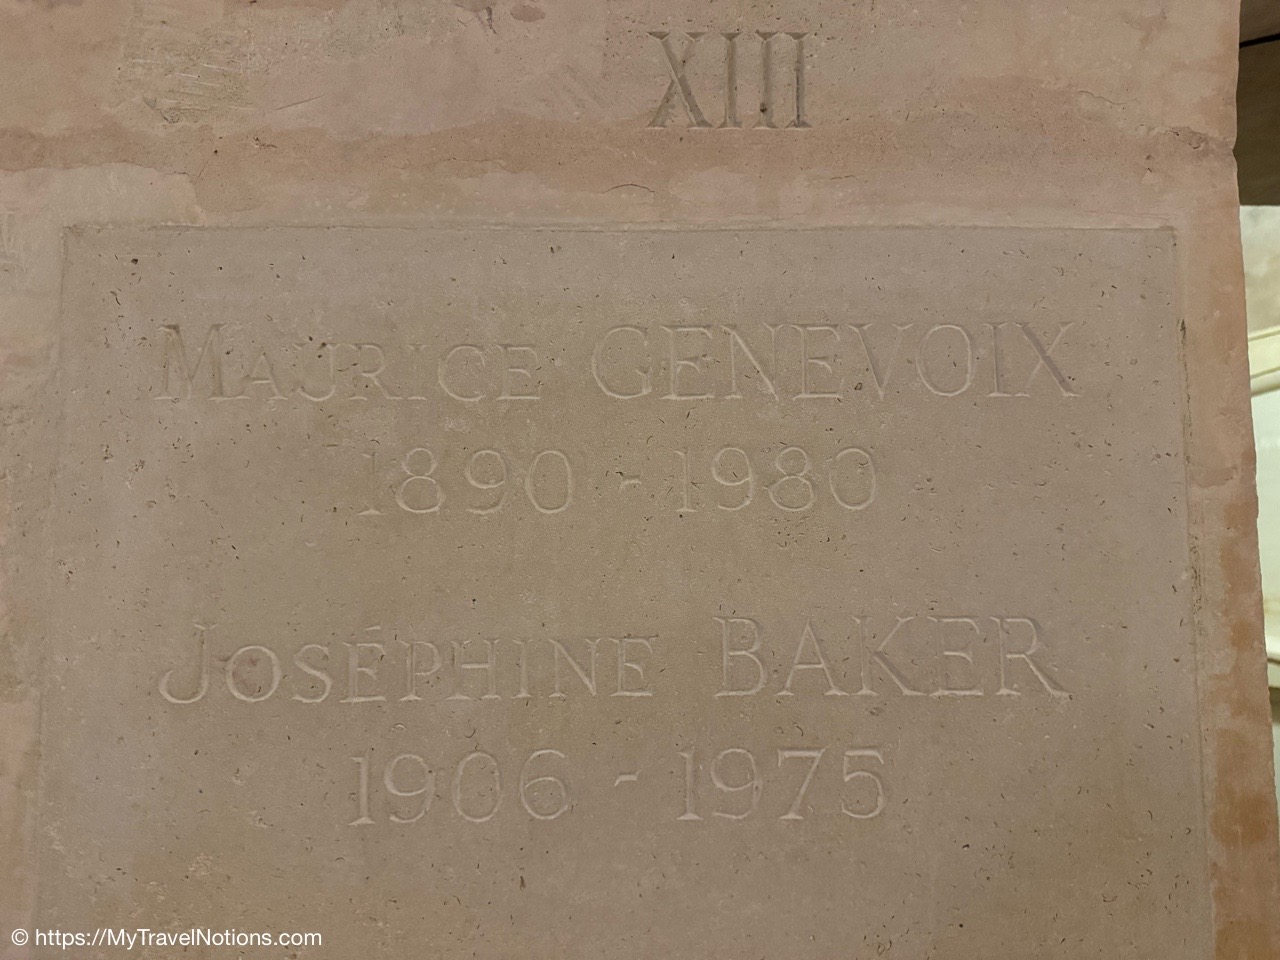 XIII
MAURICE GENEVOIX
1890 - 1980
JOSÉPHINE BAKER
1906 - 1975
© https://MyTravelNotions.com